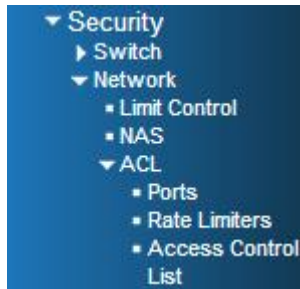 Security
Switch
Network
Limit Control
NAS
ACL
Ports
Rate Limiters
Access Control
List